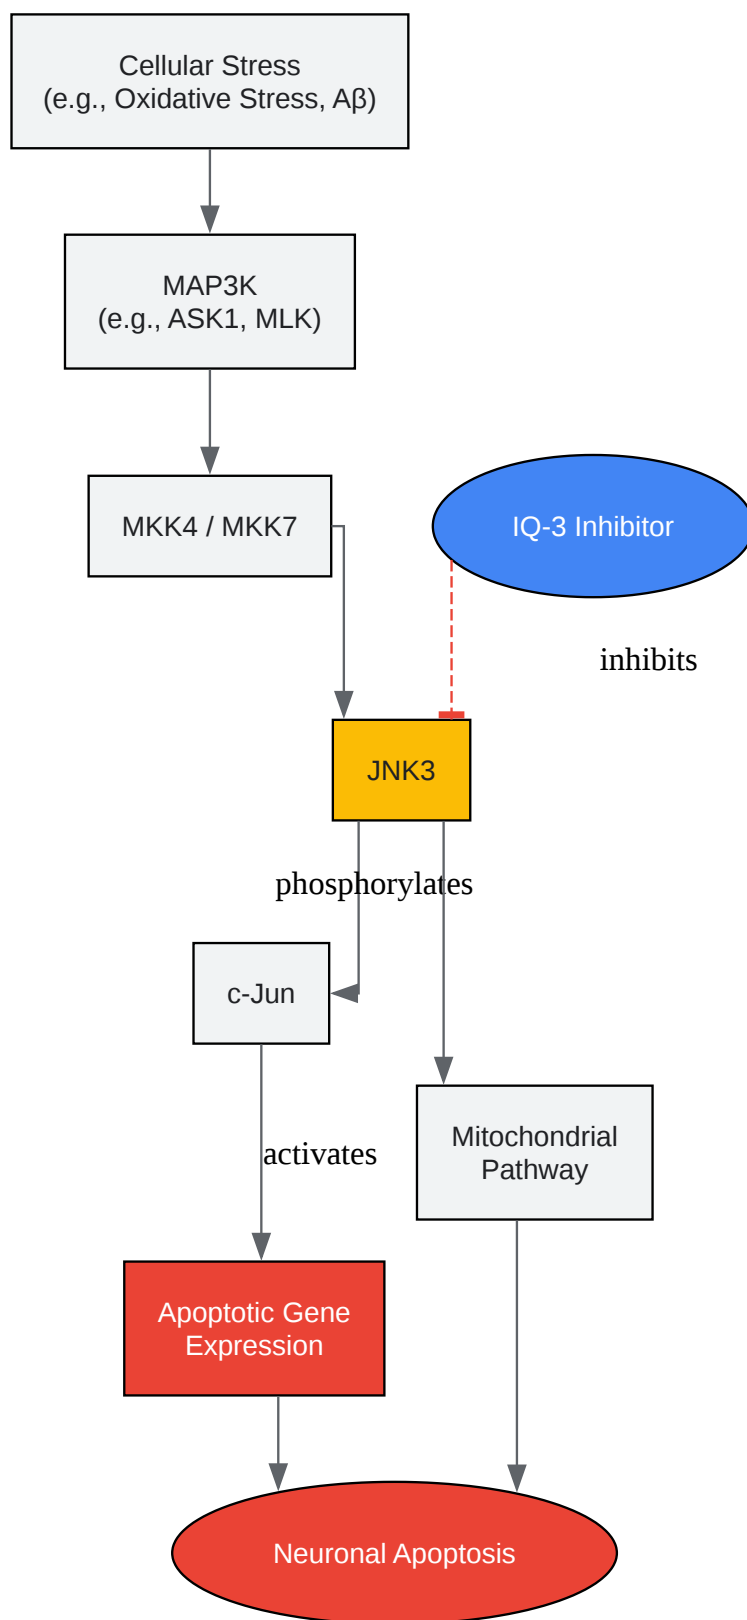 Cellular Stress
(e.g., Oxidative Stress, Aβ)
MAP3K
(e.g., ASK1, MLK)
MKK4 / MKK7
IQ-3 Inhibitor
inhibits
JNK3
phosphorylates
c-Jun
Mitochondrial
Pathway
activates
Apoptotic Gene
Expression
Neuronal Apoptosis